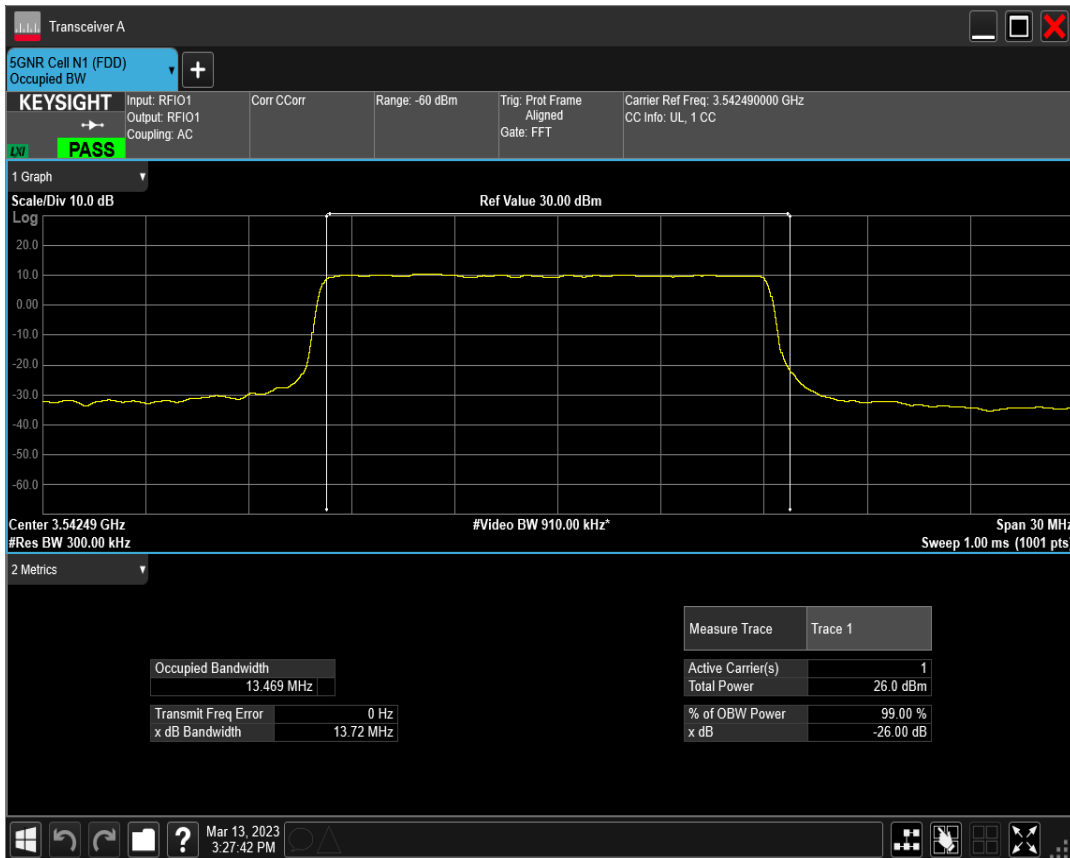 Transceiver A
5GNR Cell N1 (FDD)
Occupied BW
+
KEYSIGHT
LXI
PASS
Input: RFIO1
Output: RFIO1
Coupling: AC
Corr CCorr
Range: -60 dBm
Trig: Prot Frame
Aligned
Gate: FFT
Carrier Ref Freq: 3.542490000 GHz
CC Info: UL, 1 CC
1 Graph
Scale/Div 10.0 dB
Ref Value 30.00 dBm
Log
20.0
10.0
0.00
-10.0
-20.0
-30.0
-40.0
-50.0
-60.0
Center 3.54249 GHz
#Video BW 910.00 kHz*
Span 30 MHz
#Res BW 300.00 kHz
Sweep 1.00 ms (1001 pts)
2 Metrics
Measure Trace Trace 1
Occupied Bandwidth
13.469 MHz
Active Carrier(s) 1
Total Power 26.0 dBm
Transmit Freq Error 0 Hz
x dB Bandwidth 13.72 MHz
% of OBW Power 99.00 %
x dB -26.00 dB
?
Mar 13, 2023
3:27:42 PM